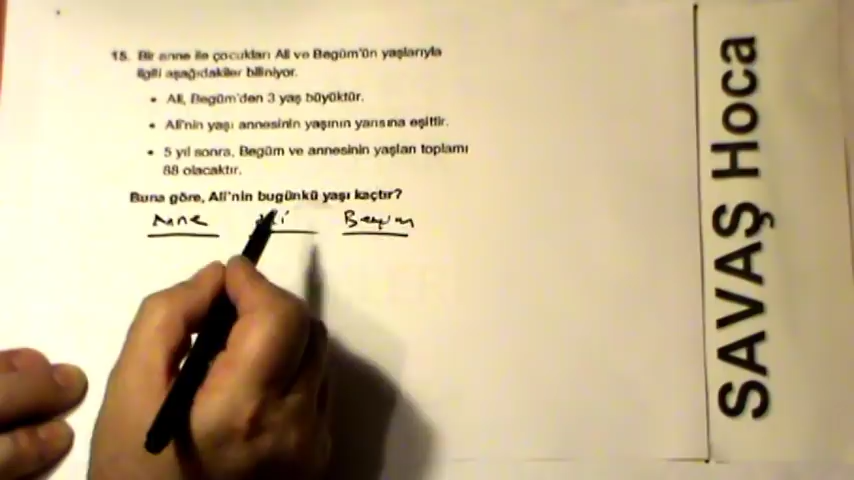 15. Bir anne ile çocukları Ali ve Begüm'ün yaşlarıyla
ilgili aşağıdakiler biliniyor.
• Ali, Begüm'den 3 yaş büyüktür.
• Ali'nin yaşı annesinin yaşının yarısına eşittir.
• 5 yıl sonra, Begüm ve annesinin yaşları toplamı
88 olacaktır.
Buna göre, Ali'nin bugünkü yaşı kaçtır?
Anne Ali Begüm
SAVAŞ Hoca